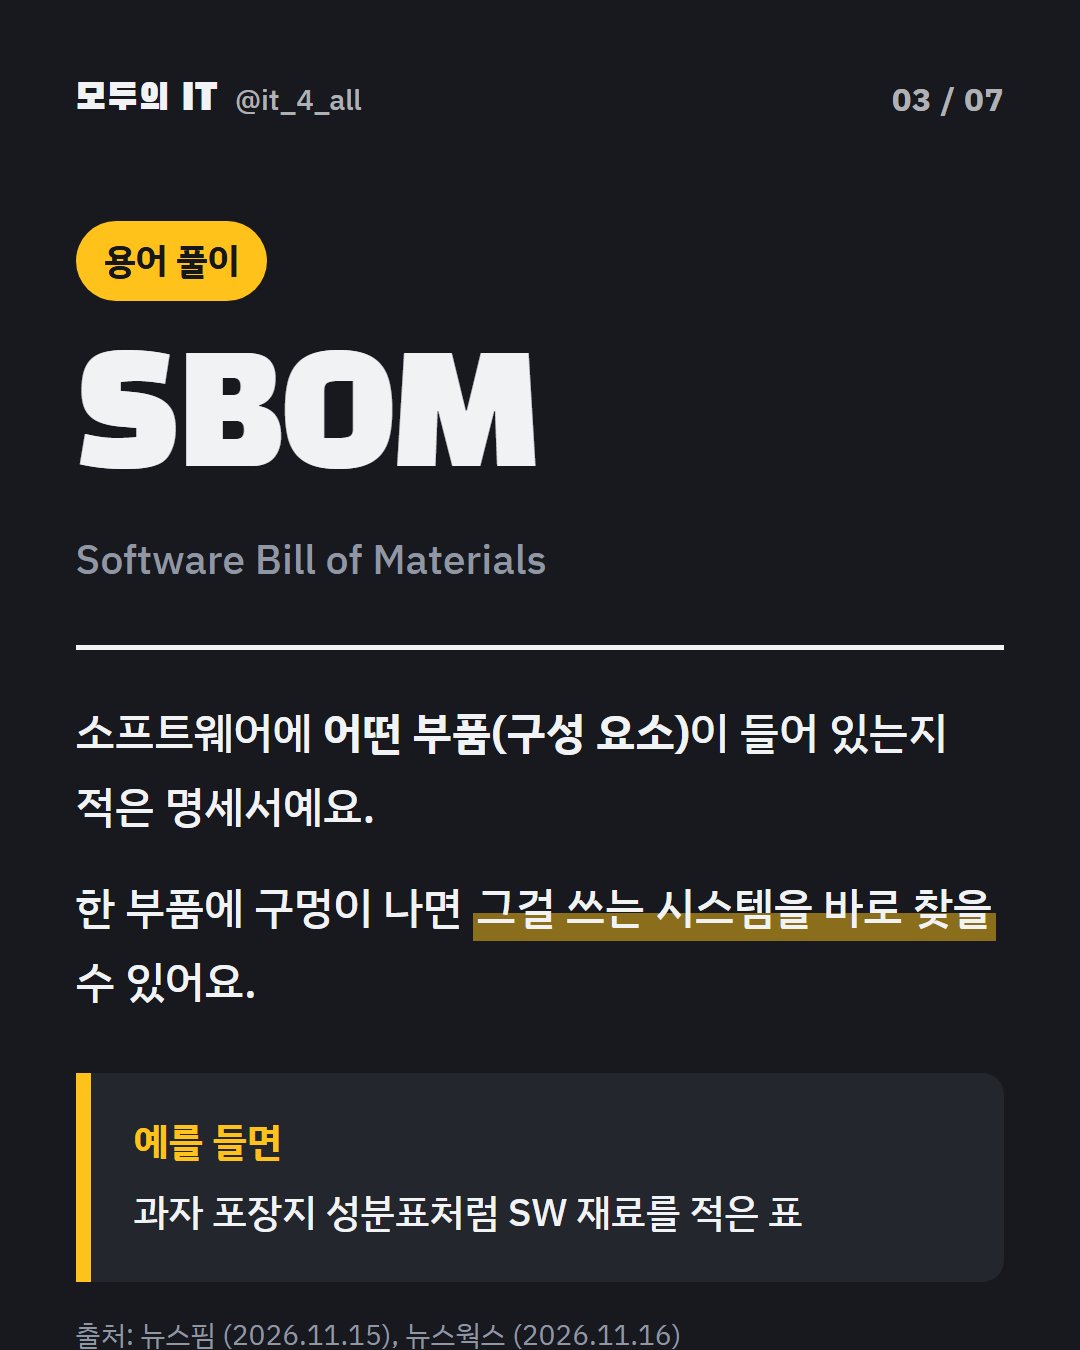 모두의 IT @it_4_all 03 / 07
용어 풀이
SBOM
Software Bill of Materials
소프트웨어에 어떤 부품(구성 요소)이 들어 있는지
적은 명세서예요.
한 부품에 구멍이 나면 그걸 쓰는 시스템을 바로 찾을
수 있어요.
예를 들면
과자 포장지 성분표처럼 SW 재료를 적은 표
출처: 뉴스핌 (2026.11.15), 뉴스웍스 (2026.11.16)